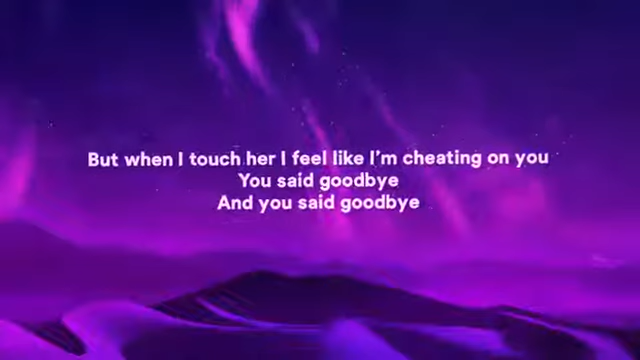 But when I touch her I feel like I'm cheating on you
You said goodbye
And you said goodbye